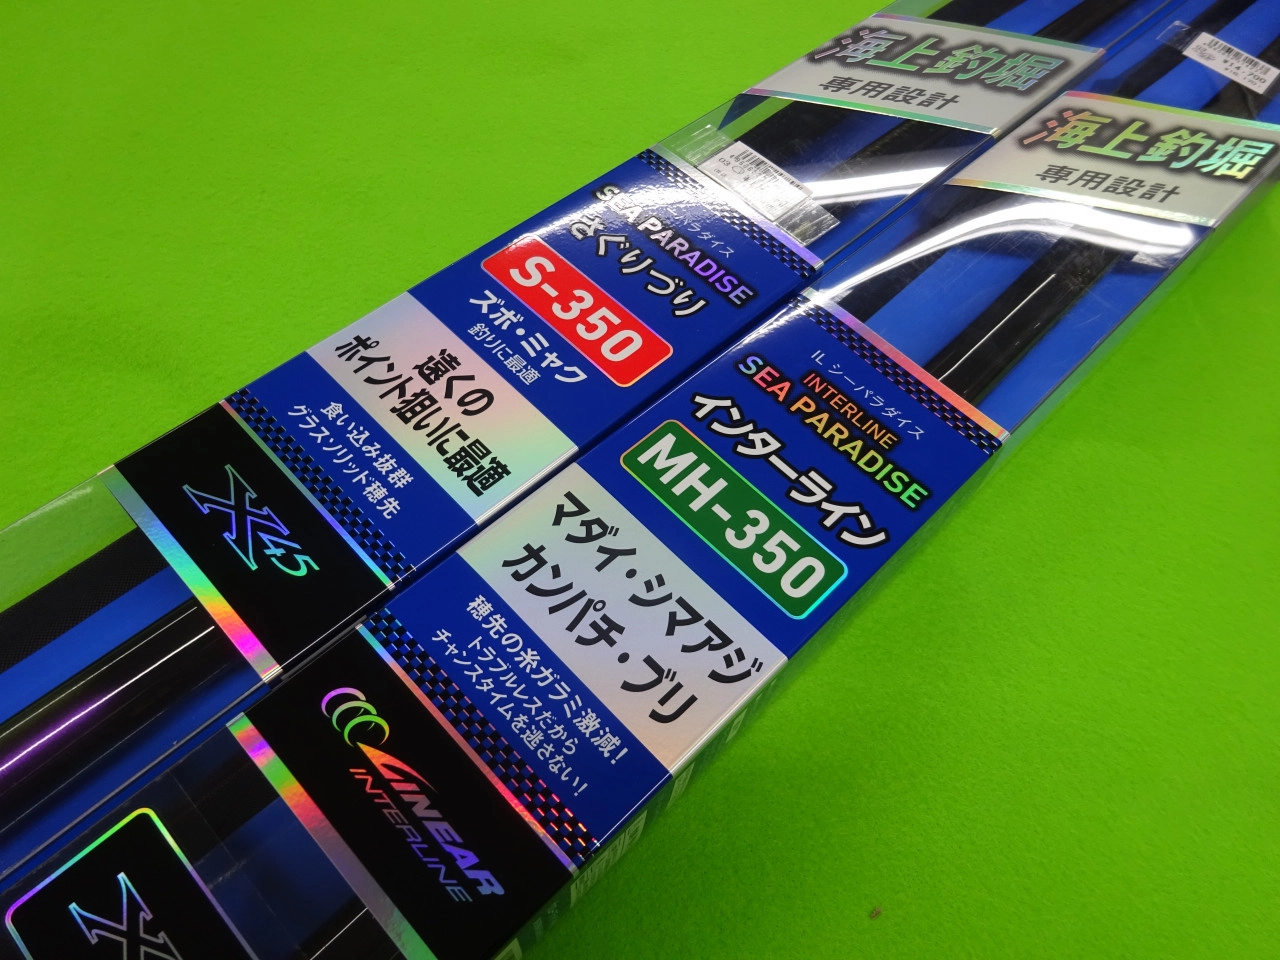 海上釣堀
専用設計
シーパラダイス
SEA PARADISE
さぐりづり
S-350
ズボ・ミャク
釣りに最適
遠くの
ポイント狙いに最適
食い込み抜群
グラスソリッド穂先
X45
海上釣堀
専用設計
IL シーパラダイス
INTERLINE
SEA PARADISE
インターライン
MH-350
マダイ・シマアジ
カンパチ・ブリ
穂先の糸ガラミ激減!
トラブルレスだから
チャンスタイムを逃さない!
LINEAR
INTERLINE
X